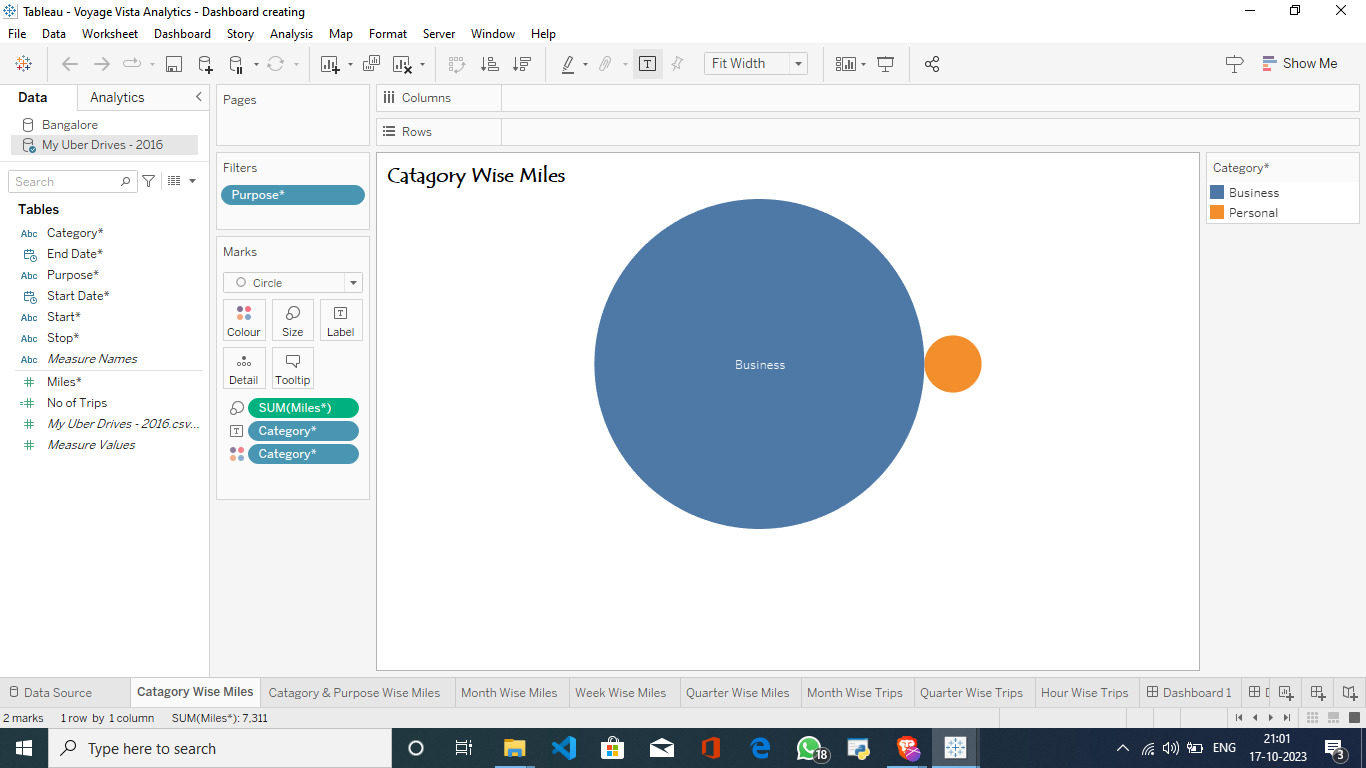 Tableau - Voyage Vista Analytics - Dashboard creating
File Data Worksheet Dashboard Story Analysis Map Format Server Window Help
Fit Width
Show Me
Data Analytics
Bangalore
My Uber Drives - 2016
Search
Tables
Abc Category*
End Date*
Abc Purpose*
Start Date*
Abc Start*
Abc Stop*
Abc Measure Names
Miles*
No of Trips
My Uber Drives - 2016.csv...
Measure Values
Pages
Filters
Purpose*
Marks
Circle
Colour Size Label
Detail Tooltip
SUM(Miles*)
Category*
Category*
Columns
Rows
Catagory Wise Miles
Business
Category*
Business
Personal
Data Source Catagory Wise Miles Catagory & Purpose Wise Miles Month Wise Miles Week Wise Miles Quarter Wise Miles Month Wise Trips Quarter Wise Trips Hour Wise Trips Dashboard 1
2 marks 1 row by 1 column SUM(Miles*): 7,311
Type here to search
18
ENG
21:01
17-10-2023
3